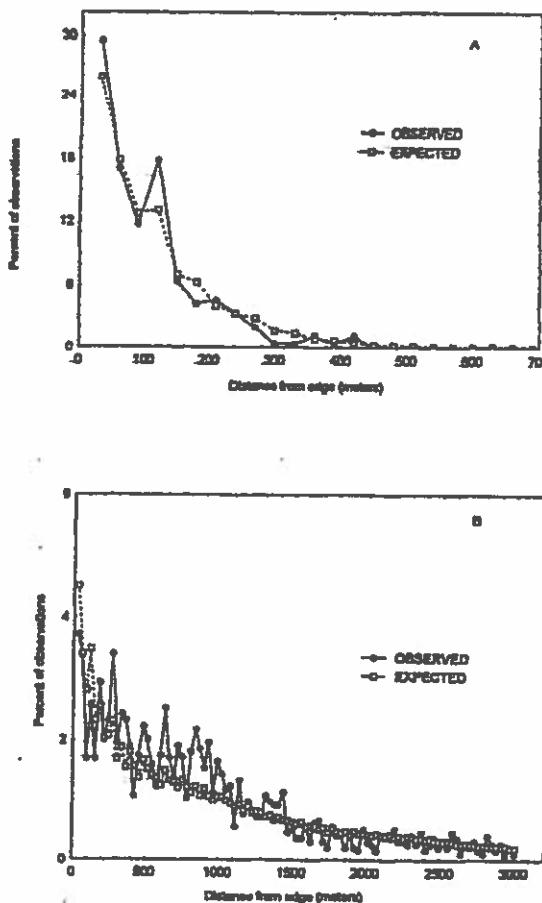 A
30
24
18
12
6
0
Percent of observations
OBSERVED
EXPECTED
0 100 200 300 400 500 600 700
Distance from edge (meters)
B
6
4
2
0
Percent of observations
OBSERVED
EXPECTED
0 500 1000 1500 2000 2500 3000
Distance from edge (meters)